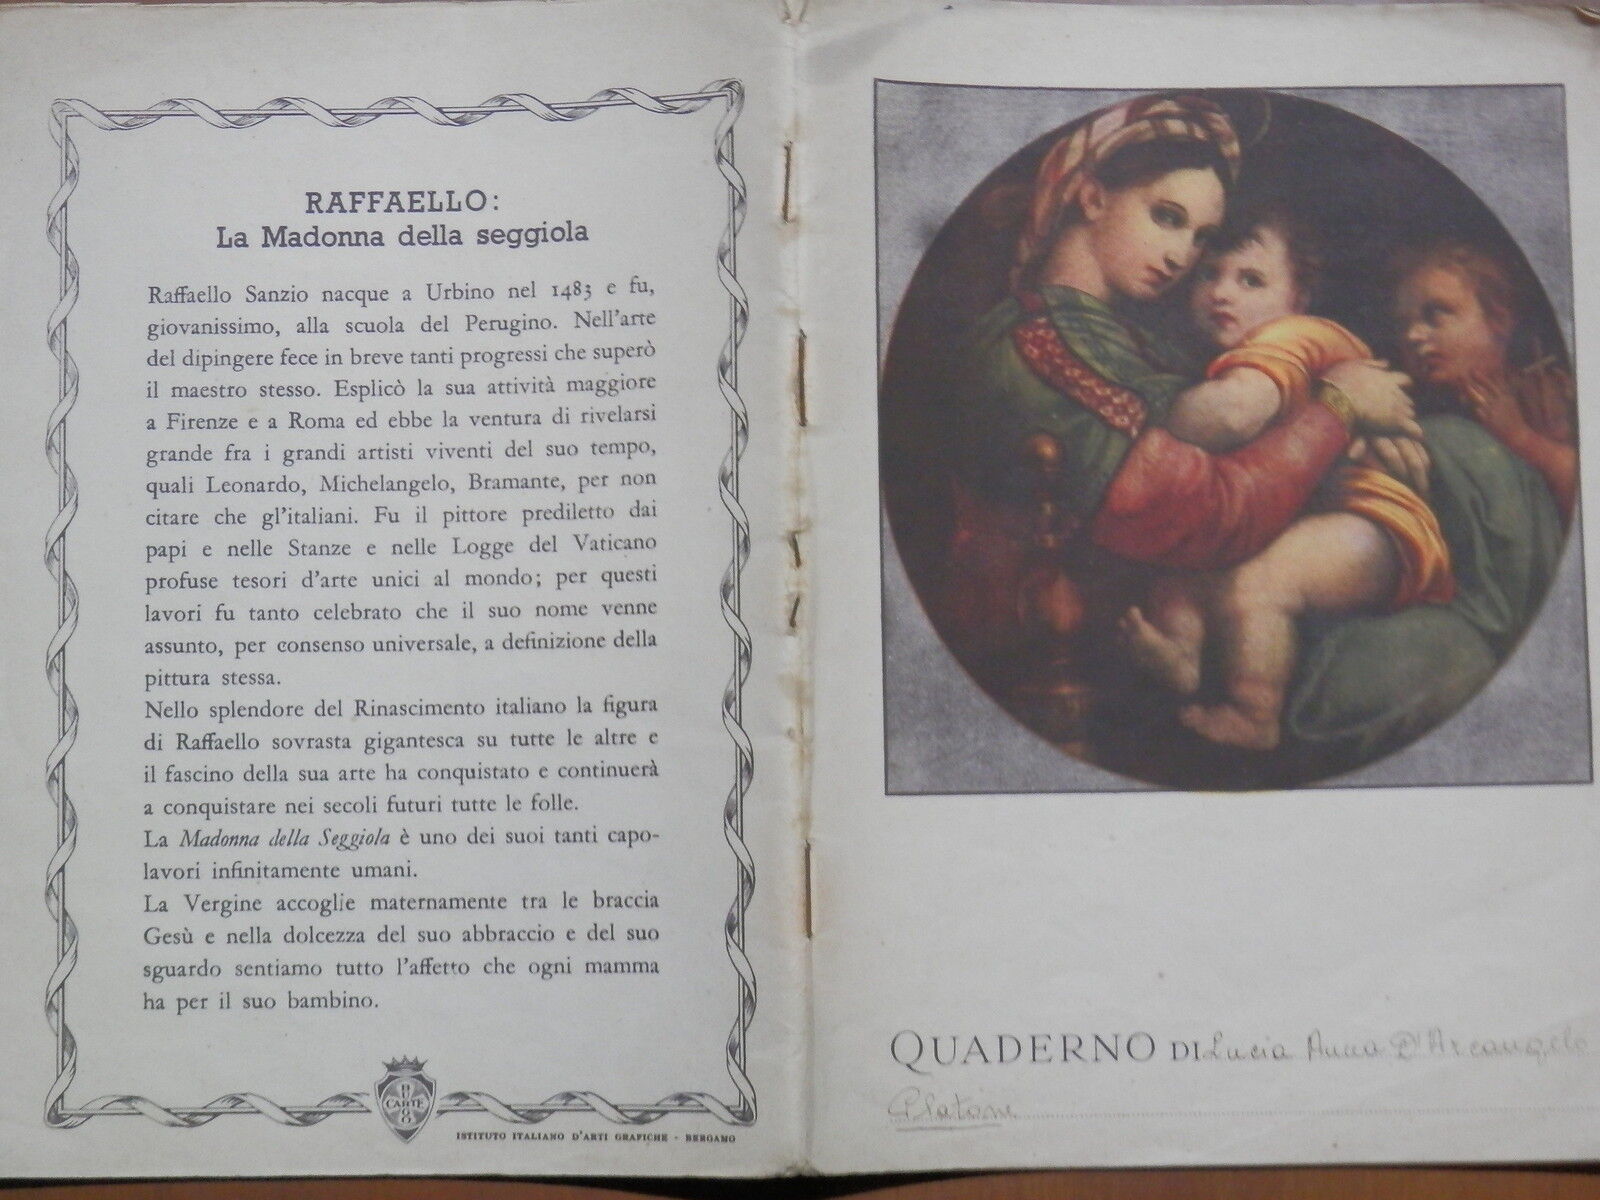 RAFFAELLO:
La Madonna della seggiola
Raffaello Sanzio nacque a Urbino nel 1483 e fu,
giovanissimo, alla scuola del Perugino. Nell'arte
del dipingere fece in breve tanti progressi che superò
il maestro stesso. Esplicò la sua attività maggiore
a Firenze e a Roma ed ebbe la ventura di rivelarsi
grande fra i grandi artisti viventi del suo tempo,
quali Leonardo, Michelangelo, Bramante, per non
citare che gl'italiani. Fu il pittore prediletto dai
papi e nelle Stanze e nelle Logge del Vaticano
profuse tesori d'arte unici al mondo; per questi
lavori fu tanto celebrato che il suo nome venne
assunto, per consenso universale, a definizione della
pittura stessa.
Nello splendore del Rinascimento italiano la figura
di Raffaello sovrasta gigantesca su tutte le altre e
il fascino della sua arte ha conquistato e continuerà
a conquistare nei secoli futuri tutte le folle.
La Madonna della Seggiola è uno dei suoi tanti capo-
lavori infinitamente umani.
La Vergine accoglie maternamente tra le braccia
Gesù e nella dolcezza del suo abbraccio e del suo
sguardo sentiamo tutto l'affetto che ogni mamma
ha per il suo bambino.
CARTE
ISTITUTO ITALIANO D'ARTI GRAFICHE - BERGAMO
QUADERNO DI Lucia Anna D'Arcangelo
Platone